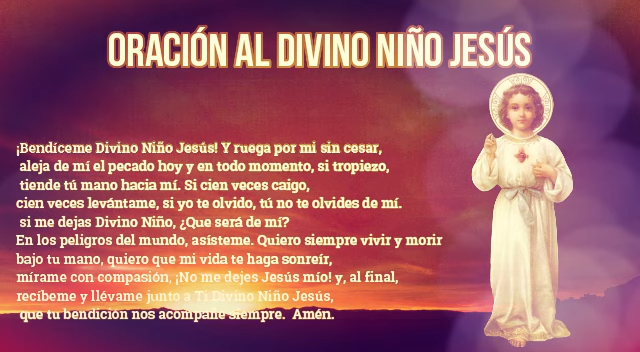 ORACIÓN AL DIVINO NIÑO JESÚS
¡Bendíceme Divino Niño Jesús! Y ruega por mi sin cesar,
aleja de mí el pecado hoy y en todo momento, si tropiezo,
tiende tú mano hacia mí. Si cien veces caigo,
cien veces levántame, si yo te olvido, tú no te olvides de mí.
si me dejas Divino Niño, ¿Que será de mí?
En los peligros del mundo, asísteme. Quiero siempre vivir y morir
bajo tu mano, quiero que mi vida te haga sonreír,
mírame con compasión, ¡No me dejes Jesús mío! y, al final,
recíbeme y llévame junto a Ti Divino Niño Jesús,
que tu bendición nos acompañe siempre. Amén.